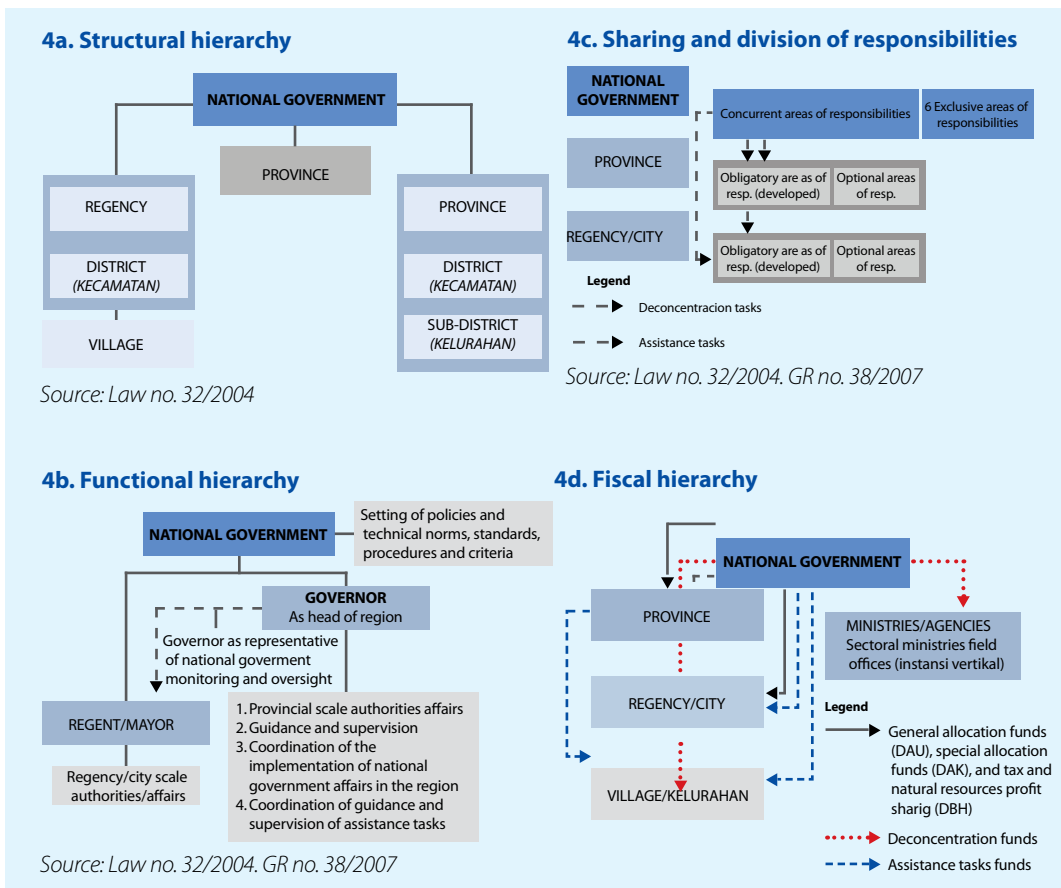 4a. Structural hierarchy
NATIONAL GOVERNMENT
PROVINCE
REGENCY
DISTRICT
(KECAMATAN)
VILLAGE
PROVINCE
DISTRICT
(KECAMATAN)
SUB-DISTRICT
(KELURAHAN)
Source: Law no. 32/2004
4c. Sharing and division of responsibilities
NATIONAL
GOVERNMENT
Concurrent areas of responsibilities
6 Exclusive areas of
responsibilities
PROVINCE
Obligatory are as of
resp. (developed)
Optional areas
of resp.
REGENCY/CITY
Obligatory are as of
resp. (developed)
Optional areas
of resp.
Legend
Deconcentracion tasks
Assistance tasks
Source: Law no. 32/2004. GR no. 38/2007
4b. Functional hierarchy
NATIONAL GOVERNMENT
Setting of policies and
technical norms, standards,
procedures and criteria
GOVERNOR
As head of region
Governor as representative
of national goverment
monitoring and oversight
REGENT/MAYOR
Regency/city scale
authorities/affairs
1. Provincial scale authorities affairs
2. Guidance and supervision
3. Coordination of the
implementation of national
government affairs in the region
4. Coordination of guidance and
supervision of assistance tasks
Source: Law no. 32/2004. GR no. 38/2007
4d. Fiscal hierarchy
NATIONAL GOVERNMENT
PROVINCE
MINISTRIES/AGENCIES
Sectoral ministries field
offices (instansi vertikal)
REGENCY/CITY
VILLAGE/KELURAHAN
Legend
General allocation funds
(DAU), special allocation
funds (DAK), and tax and
natural resources profit
sharig (DBH)
Deconcentration funds
Assistance tasks funds